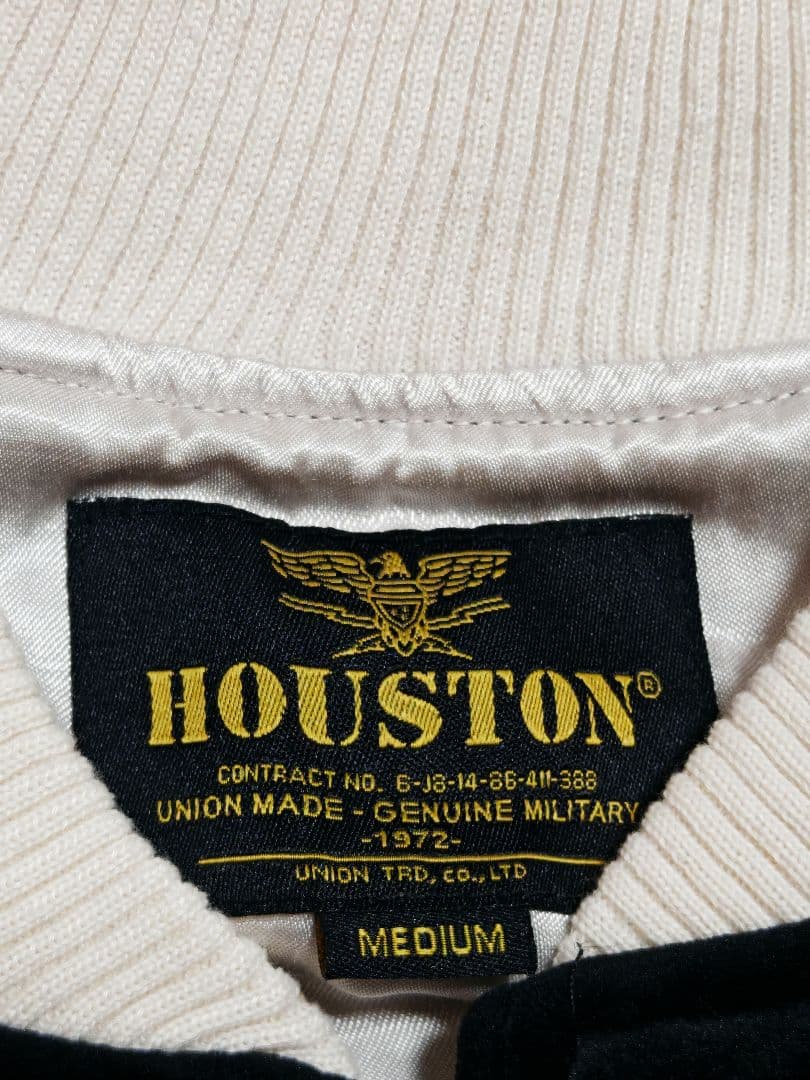 HOUSTON®
CONTRACT NO. 6-J8-14-86-411-388
UNION MADE - GENUINE MILITARY
-1972-
UNION TRD, CO., LTD
MEDIUM